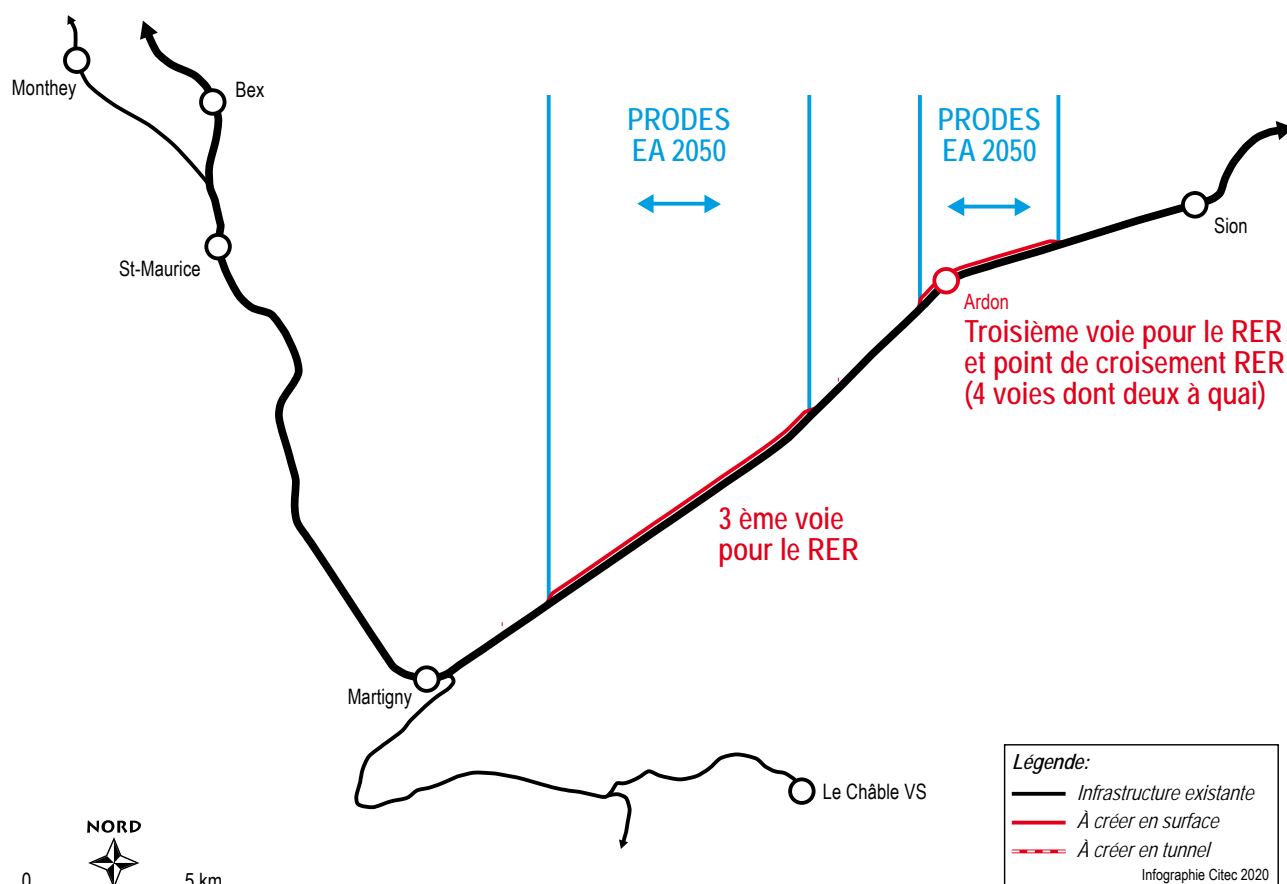 Monthey
Bex
PRODES
EA 2050
PRODES
EA 2050
St-Maurice
Sion
Ardon
Troisième voie pour le RER
et point de croisement RER
(4 voies dont deux à quai)
3 ème voie
pour le RER
Martigny
Le Châble VS
Légende:
Infrastructure existante
À créer en surface
À créer en tunnel
Infographie Citec 2020
NORD
0 5 km